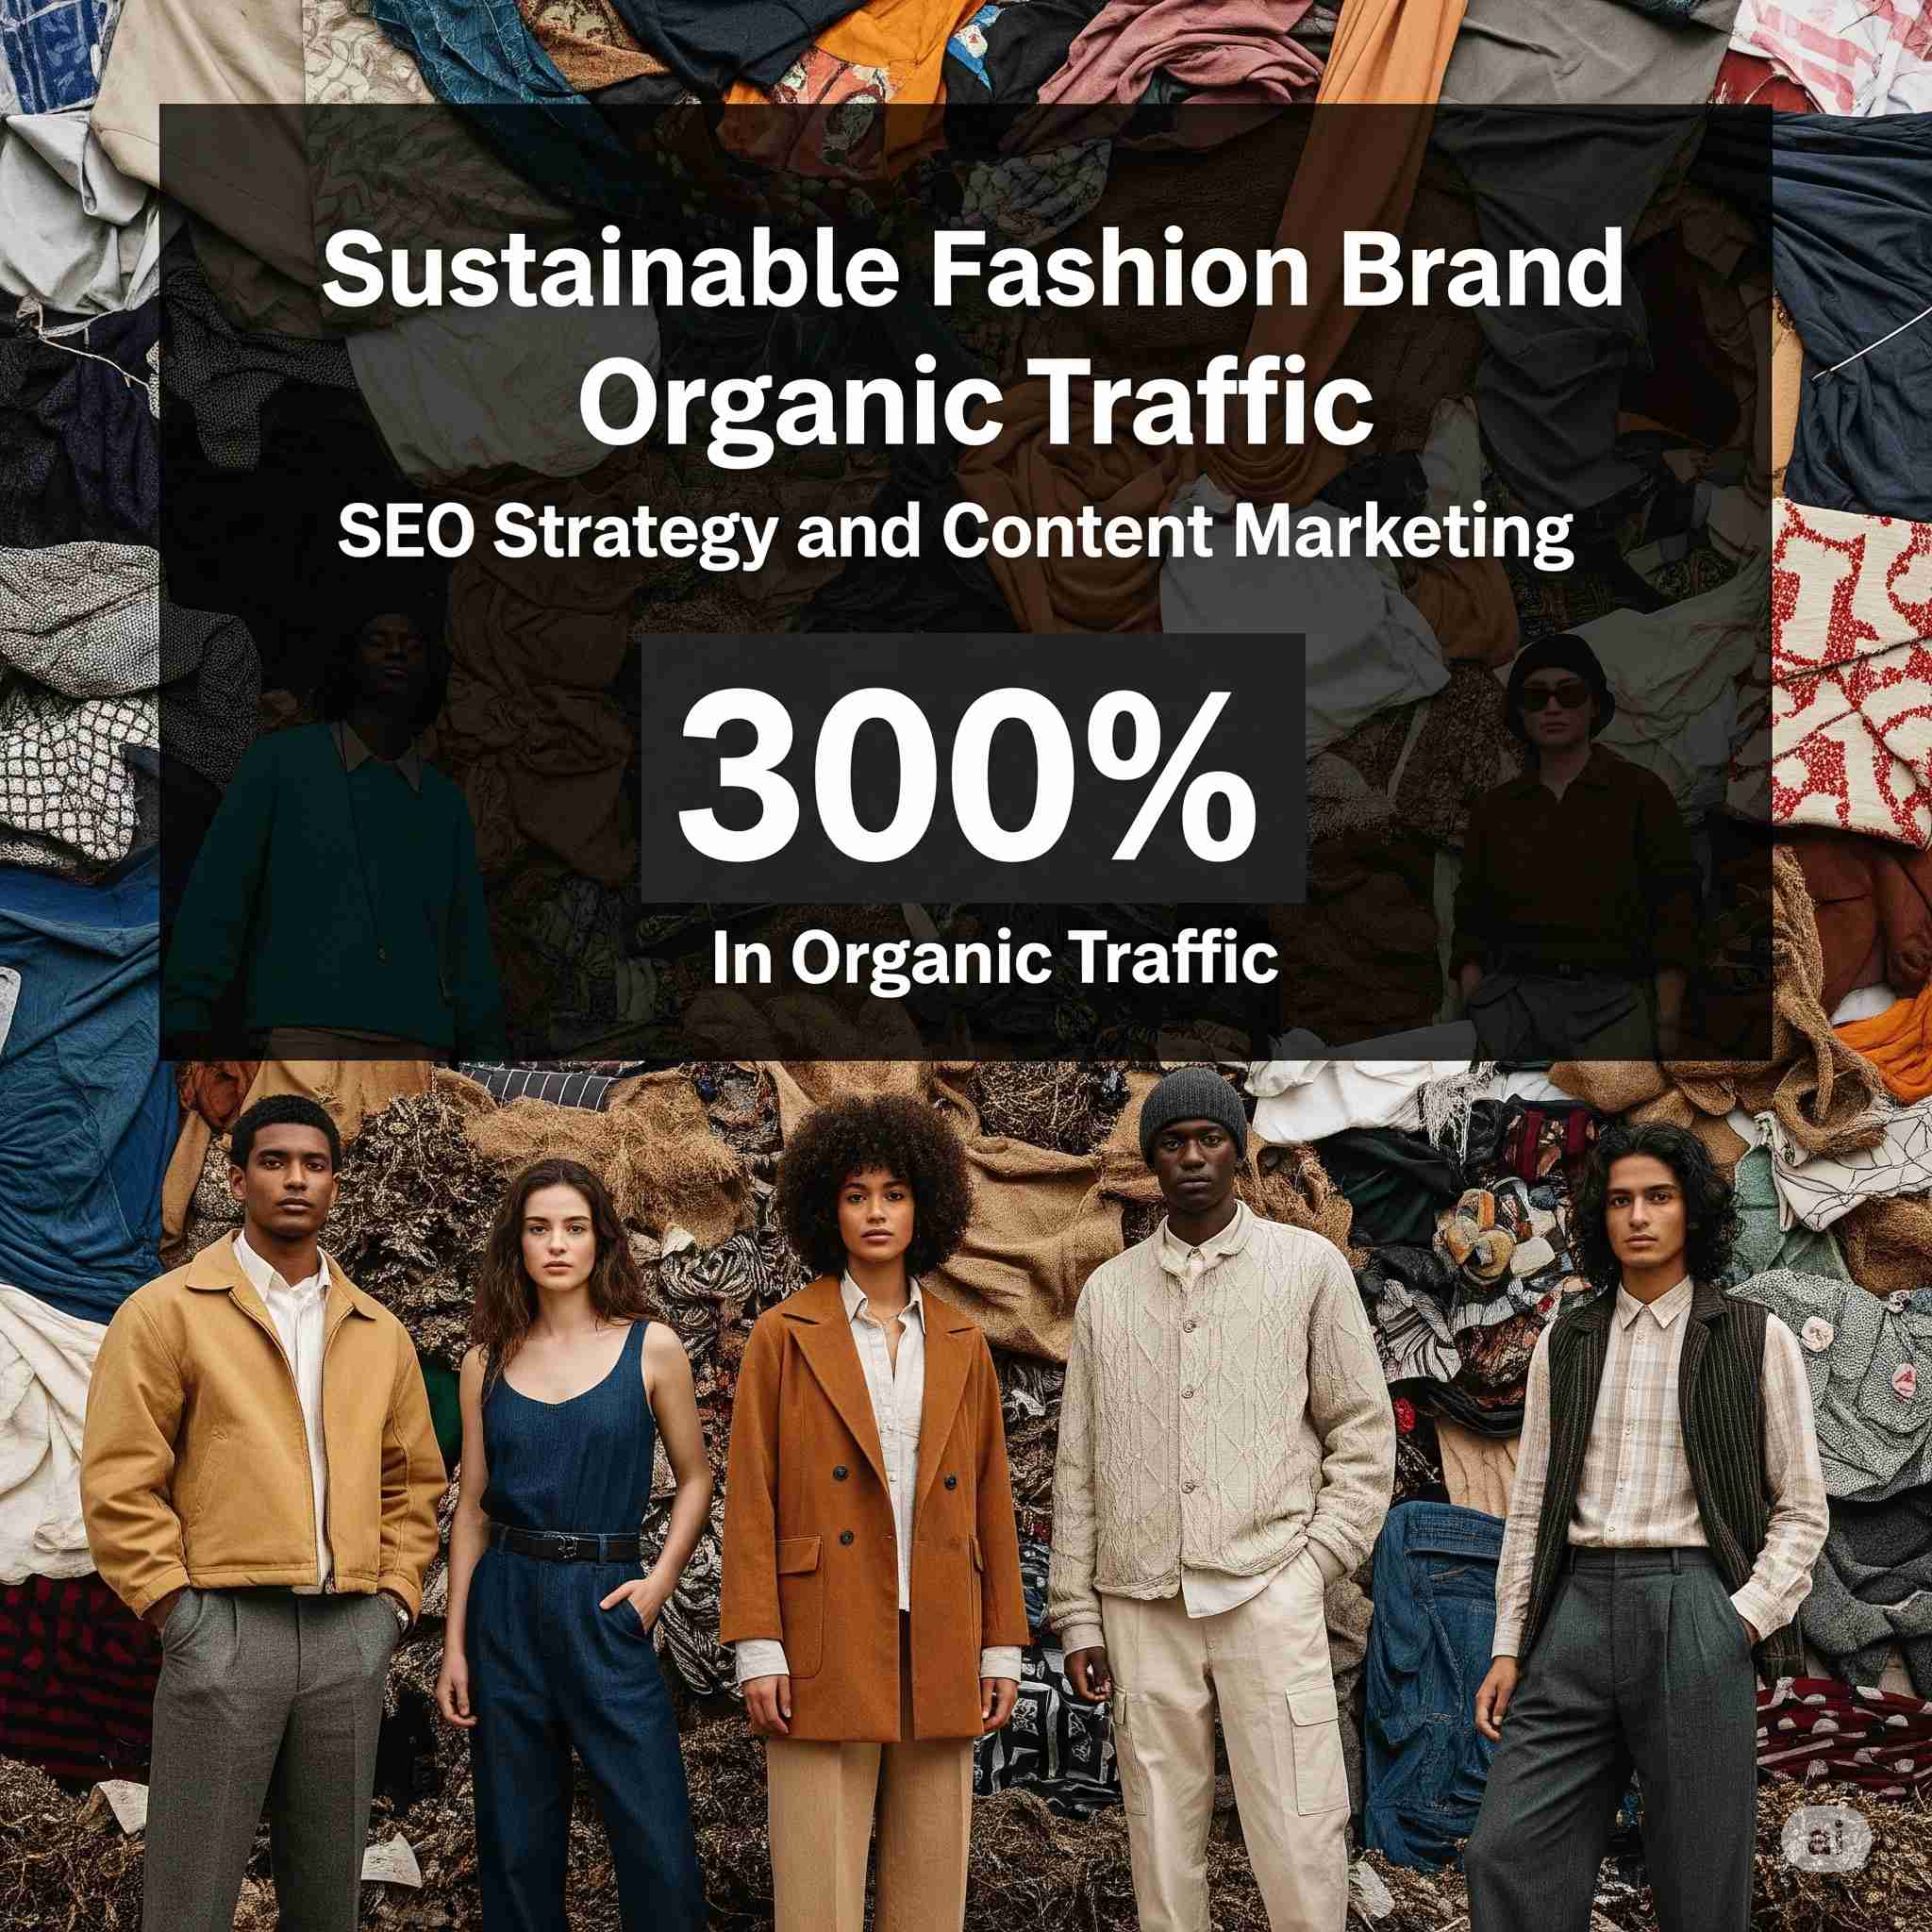 Sustainable Fashion Brand
Organic Traffic
SEO Strategy and Content Marketing
300%
In Organic Traffic
ai